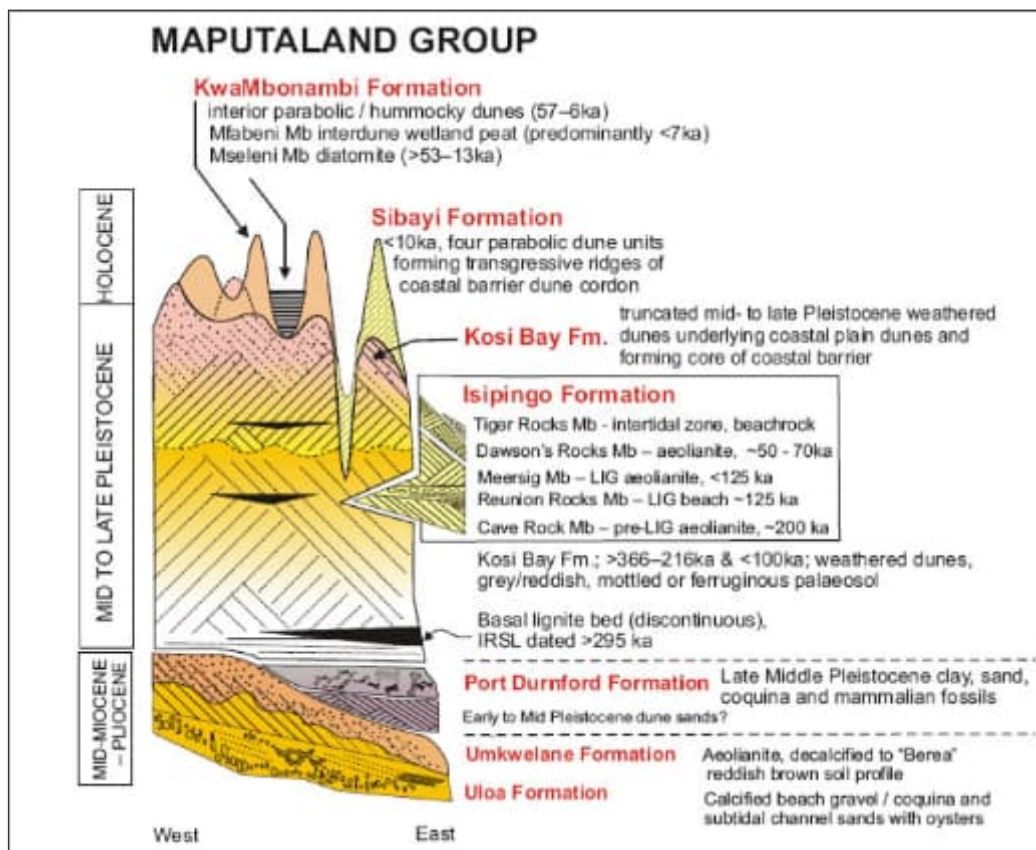 MAPUTALAND GROUP
KwaMbonambi Formation
interior parabolic / hummocky dunes (57–6ka)
Mfabeni Mb interdune wetland peat (predominantly <7ka)
Mseleni Mb diatomite (>53–13ka)
HOLOCENE
Sibayi Formation
<10ka, four parabolic dune units
forming transgressive ridges of
coastal barrier dune cordon
Kosi Bay Fm.
truncated mid- to late Pleistocene weathered
dunes underlying coastal plain dunes and
forming core of coastal barrier
MID TO LATE PLEISTOCENE
Isipingo Formation
Tiger Rocks Mb - intertidal zone, beachrock
Dawson's Rocks Mb – aeolianite, ~50 - 70ka
Meersig Mb – LIG aeolianite, <125 ka
Reunion Rocks Mb – LIG beach ~125 ka
Cave Rock Mb – pre-LIG aeolianite, ~200 ka
Kosi Bay Fm.; >366–216ka & <100ka; weathered dunes,
grey/reddish, mottled or ferruginous palaeosol
Basal lignite bed (discontinuous),
IRSL dated >295 ka
MID-MIOCENE
– PLIOCENE
Port Durnford Formation
Late Middle Pleistocene clay, sand,
coquina and mammalian fossils
Early to Mid Pleistocene dune sands?
Umkwelane Formation
Aeolianite, decalcified to "Berea"
reddish brown soil profile
Uloa Formation
Calcified beach gravel / coquina and
subtidal channel sands with oysters
West
East